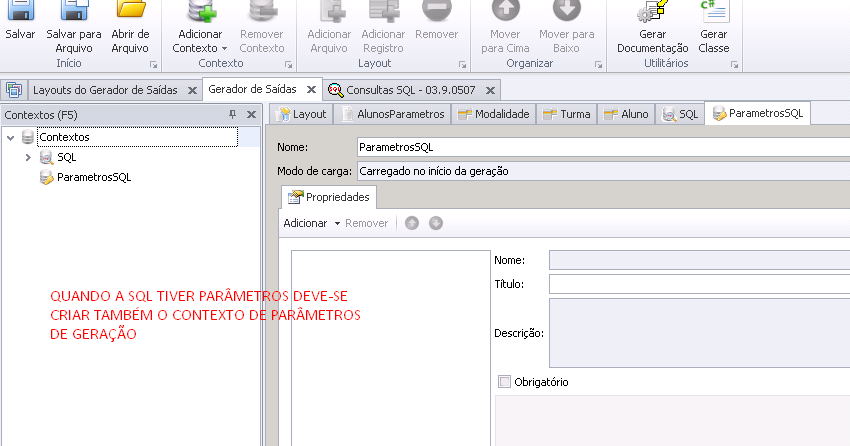 Salvar
Salvar para Arquivo
Abrir de Arquivo
Início
Adicionar Contexto
Remover Contexto
Contexto
Adicionar Arquivo
Adicionar Registro
Remover
Layout
Mover para Cima
Mover para Baixo
Organizar
Gerar Documentação
C#
Gerar Classe
Utilitários
Layouts do Gerador de Saídas
Gerador de Saídas
Consultas SQL - 03.9.0507
Contextos (F5)
Contextos
SQL
ParametrosSQL
Layout
AlunosParametros
Modalidade
Turma
Aluno
SQL
ParametrosSQL
Nome:
ParametrosSQL
Modo de carga:
Carregado no início da geração
Propriedades
Adicionar
Remover
Nome:
Título:
Descrição:
Obrigatório
QUANDO A SQL TIVER PARÂMETROS DEVE-SE
CRIAR TAMBÉM O CONTEXTO DE PARÂMETROS
DE GERAÇÃO